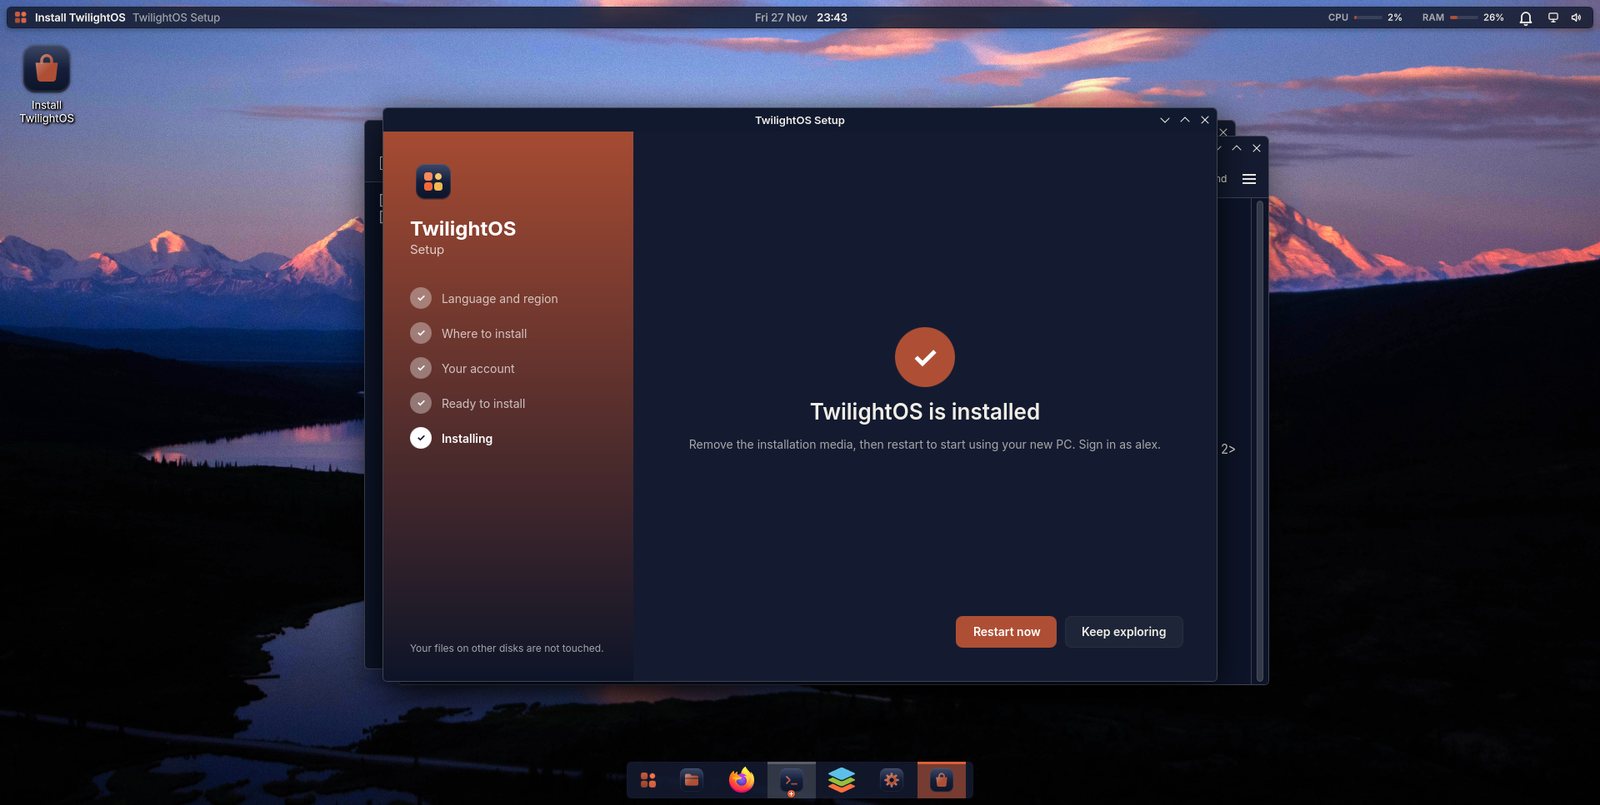 Install TwilightOS TwilightOS Setup
Fri 27 Nov 23:43
CPU 2% RAM 26%
Install
TwilightOS
TwilightOS Setup
TwilightOS
Setup
Language and region
Where to install
Your account
Ready to install
Installing
Your files on other disks are not touched.
TwilightOS is installed
Remove the installation media, then restart to start using your new PC. Sign in as alex.
Restart now
Keep exploring
nd
2>